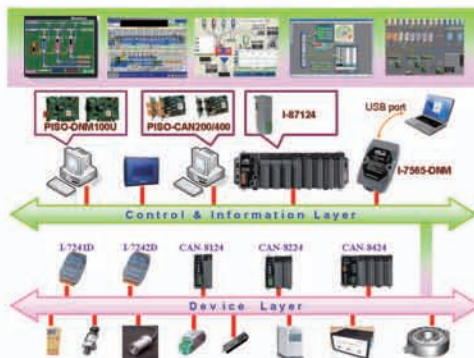 PISO-DNM100U
PISO-CAN200/400
I-87124
USB port
I-7565-DNM
Control & Information Layer
I-7241D
I-7242D
CAN-8124
CAN-8224
CAN-8424
Device Layer